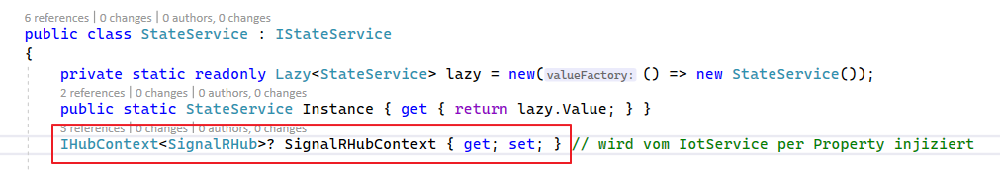 6 references | 0 changes | 0 authors, 0 changes
public class StateService : IStateService
{
private static readonly Lazy<StateService> lazy = new(valueFactory: () => new StateService());
2 references | 0 changes | 0 authors, 0 changes
public static StateService Instance { get { return lazy.Value; } }
3 references | 0 changes | 0 authors, 0 changes
IHubContext<SignalRHub>? SignalRHubContext { get; set; } // wird vom IotService per Property injiziert